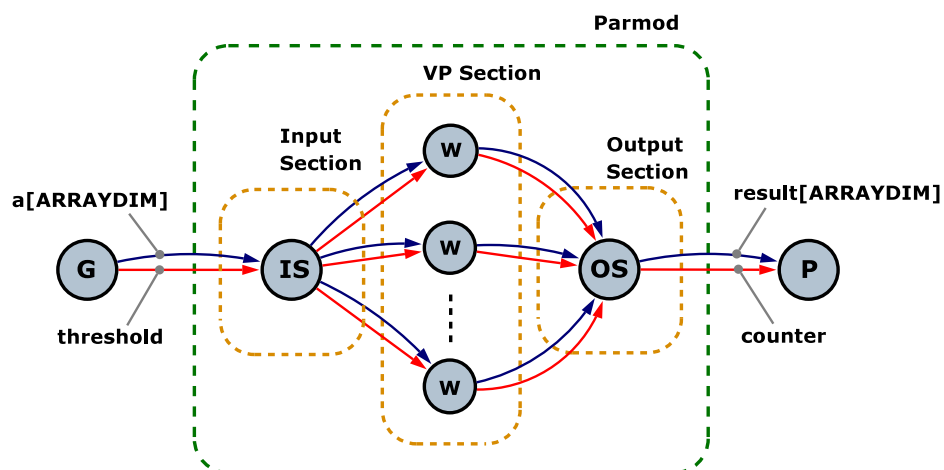 Parmod
VP Section
Input
Section
Output
Section
a[ARRAYDIM]
result[ARRAYDIM]
G
IS
W
W
W
OS
P
threshold
counter